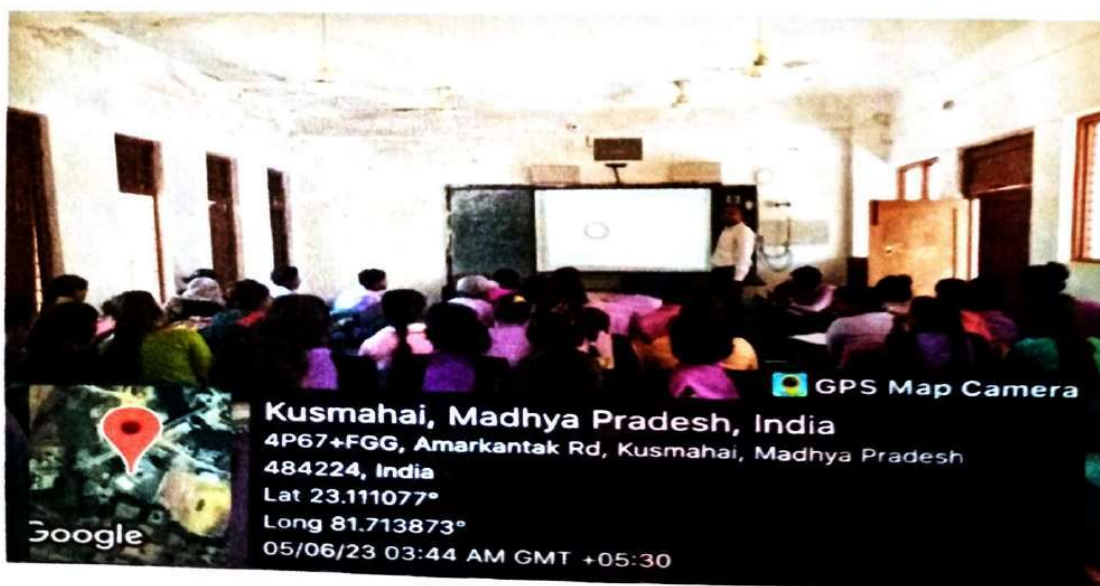 GPS Map Camera
Kusmahai, Madhya Pradesh, India
4P67+FGG, Amarkantak Rd, Kusmahai, Madhya Pradesh
484224, India
Lat 23.111077°
Long 81.713873°
05/06/23 03:44 AM GMT +05:30
Google